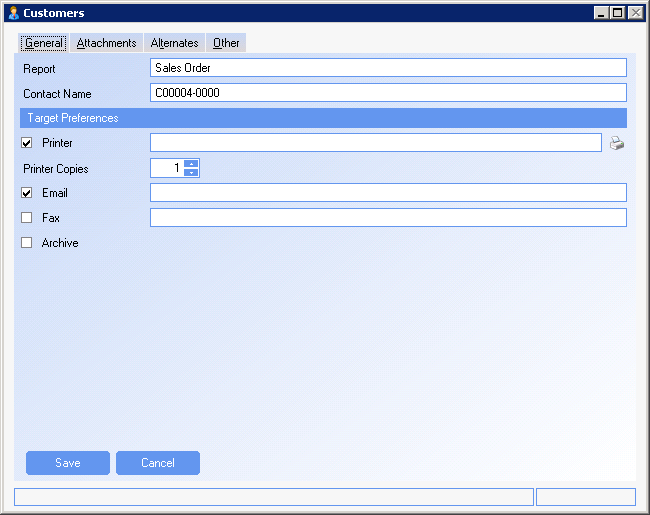 Customers
General Attachments Alternates Other
Report Sales Order
Contact Name C00004-0000
Target Preferences
Printer
Printer Copies 1
Email
Fax
Archive
Save Cancel